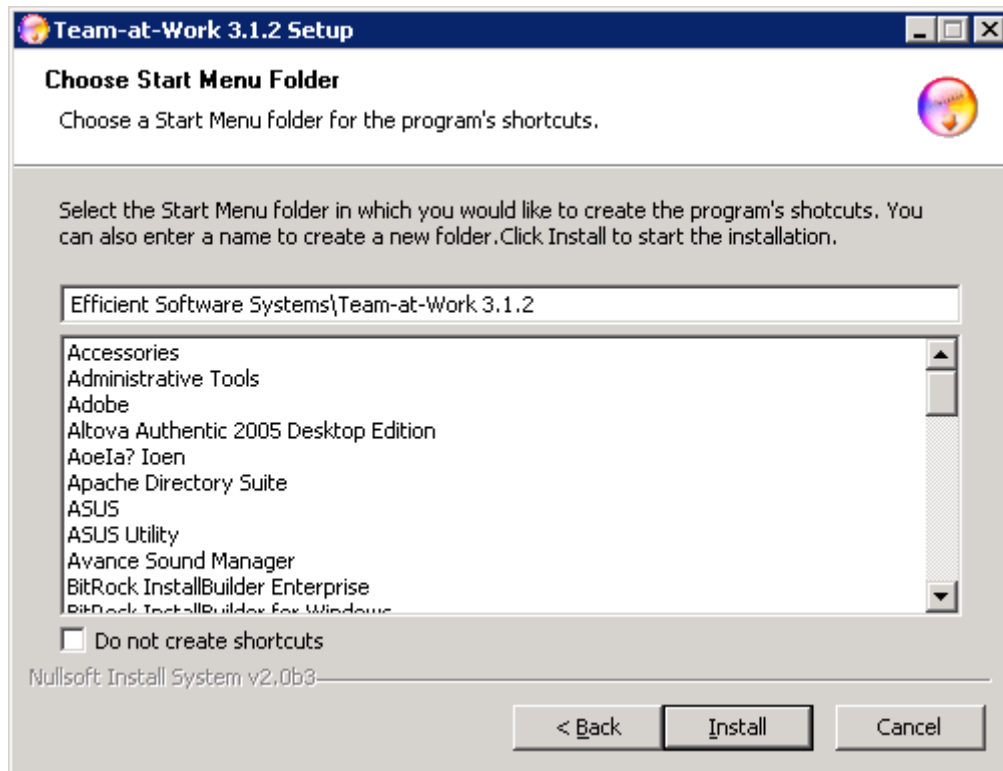 Team-at-Work 3.1.2 Setup
Choose Start Menu Folder
Choose a Start Menu folder for the program's shortcuts.
Select the Start Menu folder in which you would like to create the program's shotcuts. You
can also enter a name to create a new folder.Click Install to start the installation.
Efficient Software Systems\Team-at-Work 3.1.2
Accessories
Administrative Tools
Adobe
Altova Authentic 2005 Desktop Edition
AoeIa? Ioen
Apache Directory Suite
ASUS
ASUS Utility
Avance Sound Manager
BitRock InstallBuilder Enterprise
BitRock InstallBuilder for Windows
Do not create shortcuts
Nullsoft Install System v2.0b3
< Back
Install
Cancel